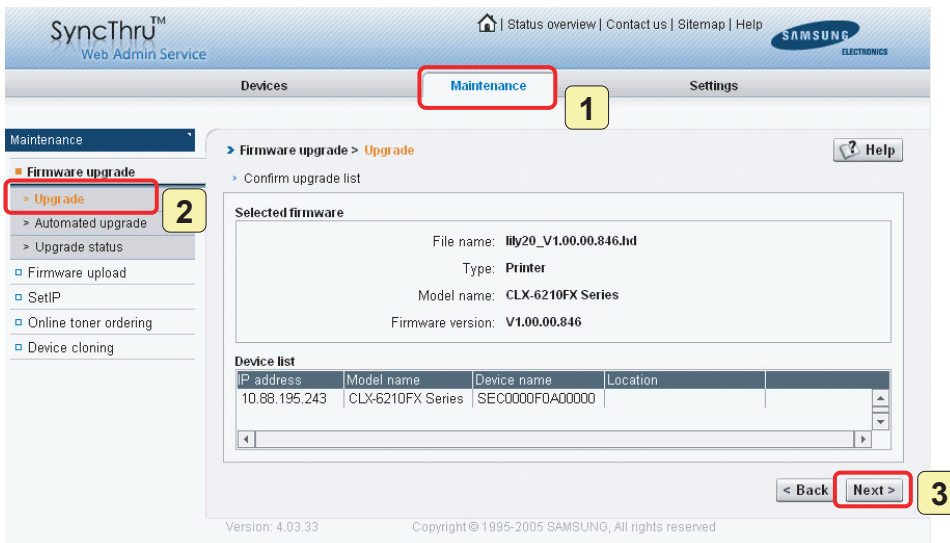 SyncThru™
Web Admin Service
Status overview | Contact us | Sitemap | Help
SAMSUNG
ELECTRONICS
Devices
Maintenance
Settings
1
Maintenance
Firmware upgrade
> Upgrade
2
> Automated upgrade
> Upgrade status
Firmware upload
SetIP
Online toner ordering
Device cloning
> Firmware upgrade > Upgrade
Help
> Confirm upgrade list
Selected firmware
File name: lily20_V1.00.00.846.hd
Type: Printer
Model name: CLX-6210FX Series
Firmware version: V1.00.00.846
Device list
IP address Model name Device name Location
10.88.195.243 CLX-6210FX Series SEC0000F0A00000
< Back
Next >
3
Version: 4.03.33
Copyright © 1995-2005 SAMSUNG, All rights reserved